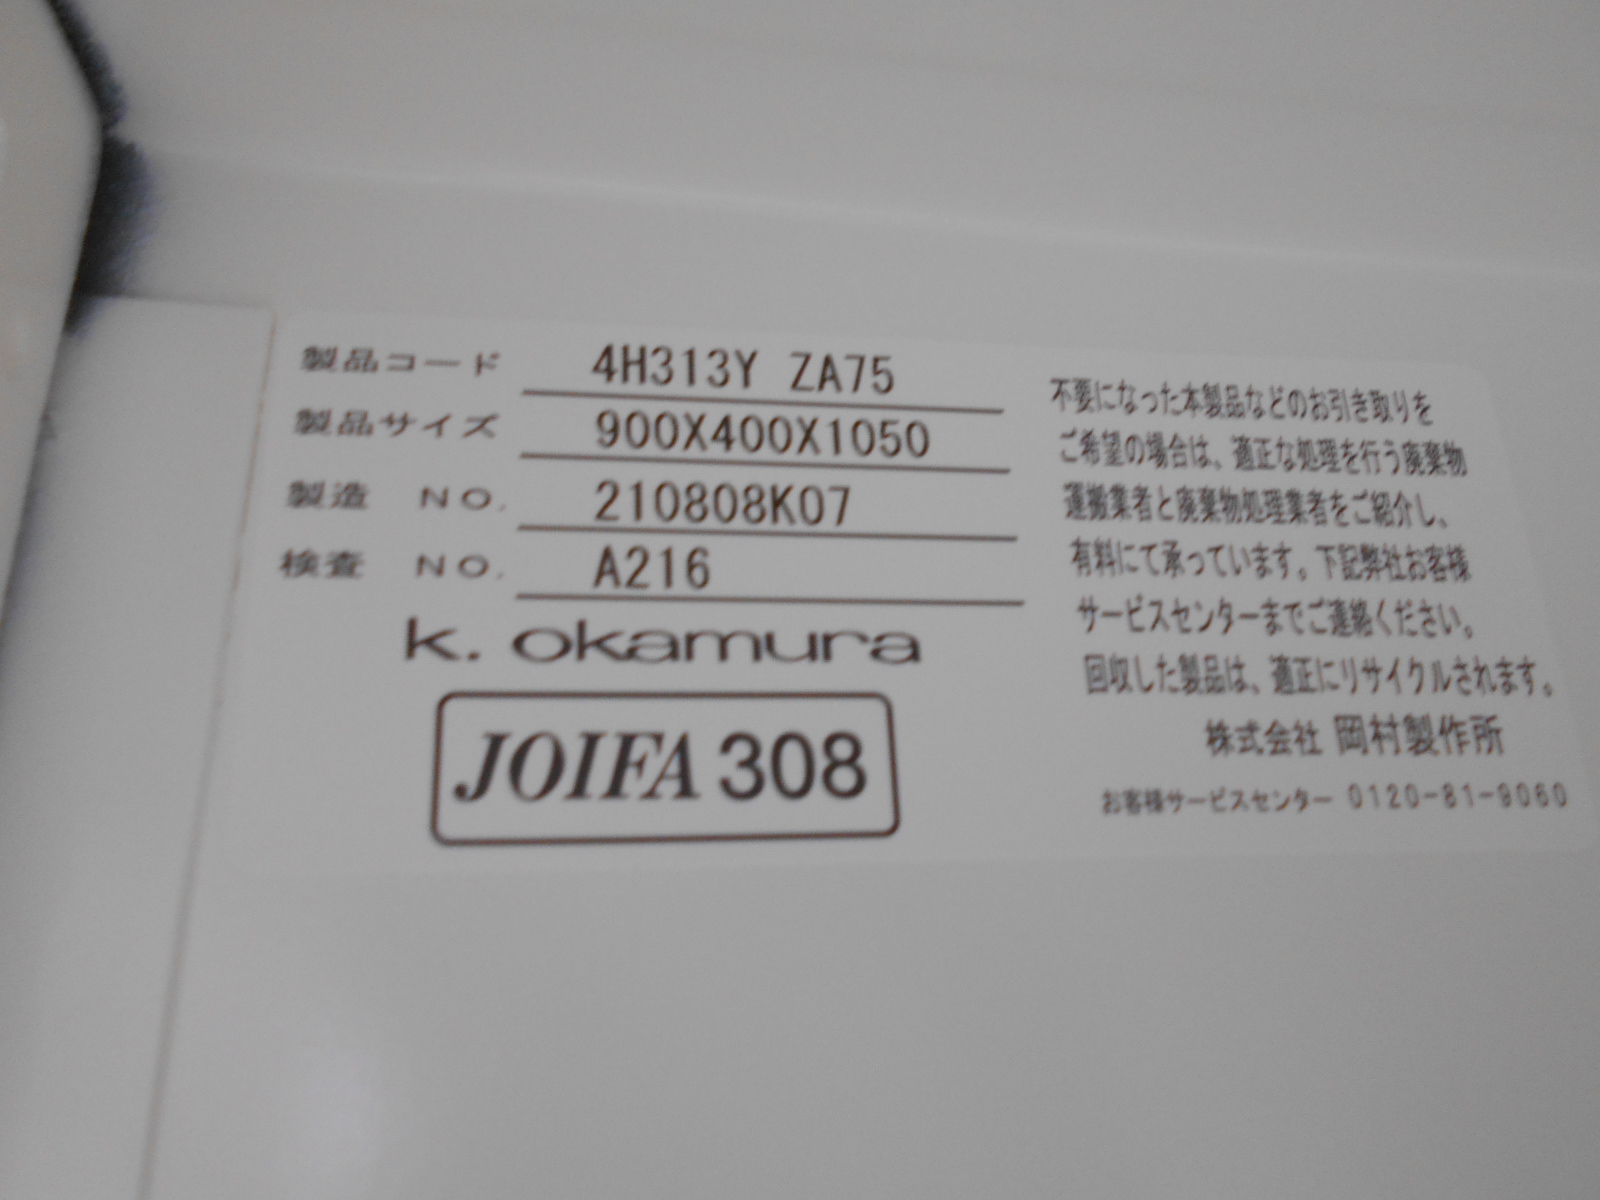 製品コード 4H313Y ZA75
製品サイズ 900X400X1050
製造 NO. 210808K07
検査 NO. A216
k. okamura
JOIFA 308
不要になった本製品などのお引き取りを
ご希望の場合は、適正な処理を行う廃棄物
運搬業者と廃棄物処理業者をご紹介し、
有料にて承っています。下記弊社お客様
サービスセンターまでご連絡ください。
回収した製品は、適正にリサイクルされます。
株式会社 岡村製作所
お客様サービスセンター 0120-81-9060